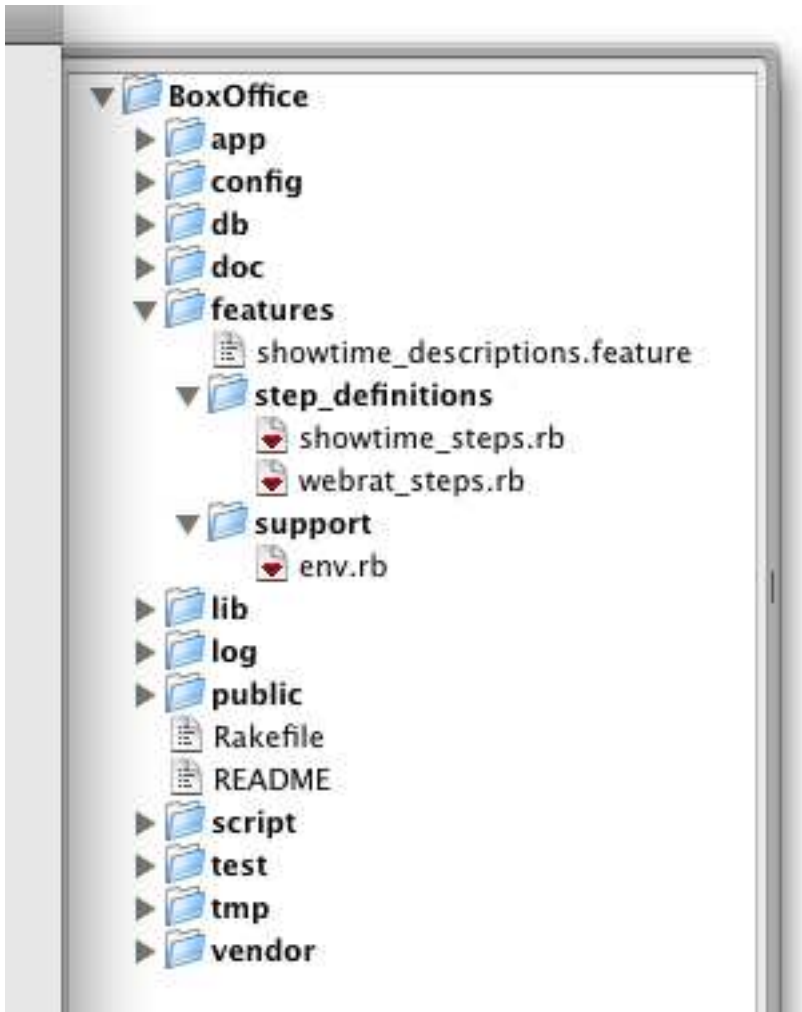 BoxOffice
app
config
db
doc
features
showtime_descriptions.feature
step_definitions
showtime_steps.rb
webrat_steps.rb
support
env.rb
lib
log
public
Rakefile
README
script
test
tmp
vendor